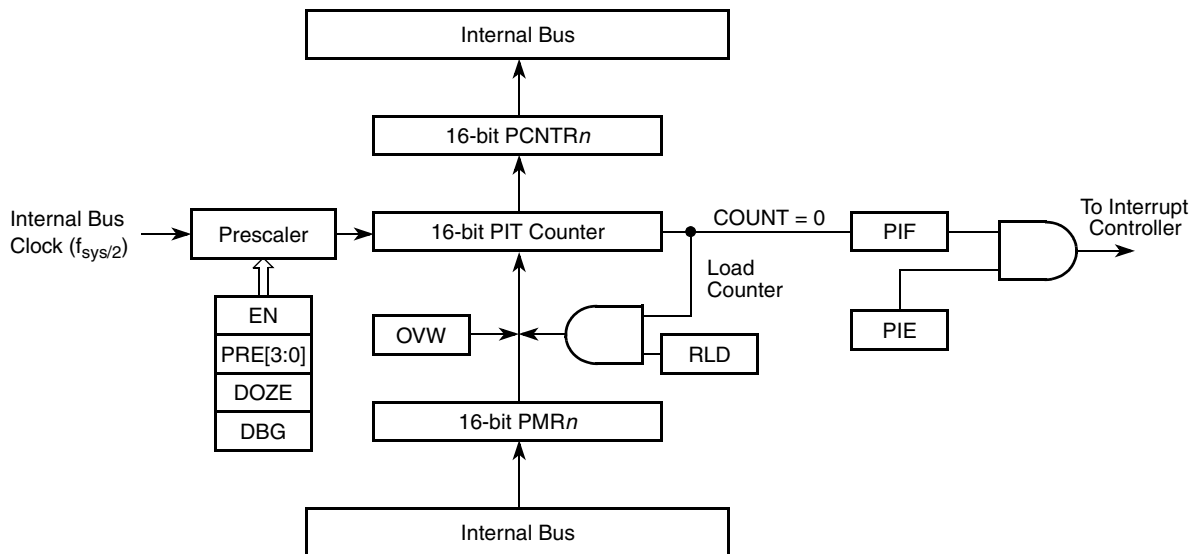 Internal Bus
16-bit PCNTRn
Internal Bus
Clock (fsys/2)
Prescaler
16-bit PIT Counter
COUNT = 0
PIF
To Interrupt
Controller
Load
Counter
EN
PRE[3:0]
DOZE
DBG
OVW
RLD
PIE
16-bit PMRn
Internal Bus